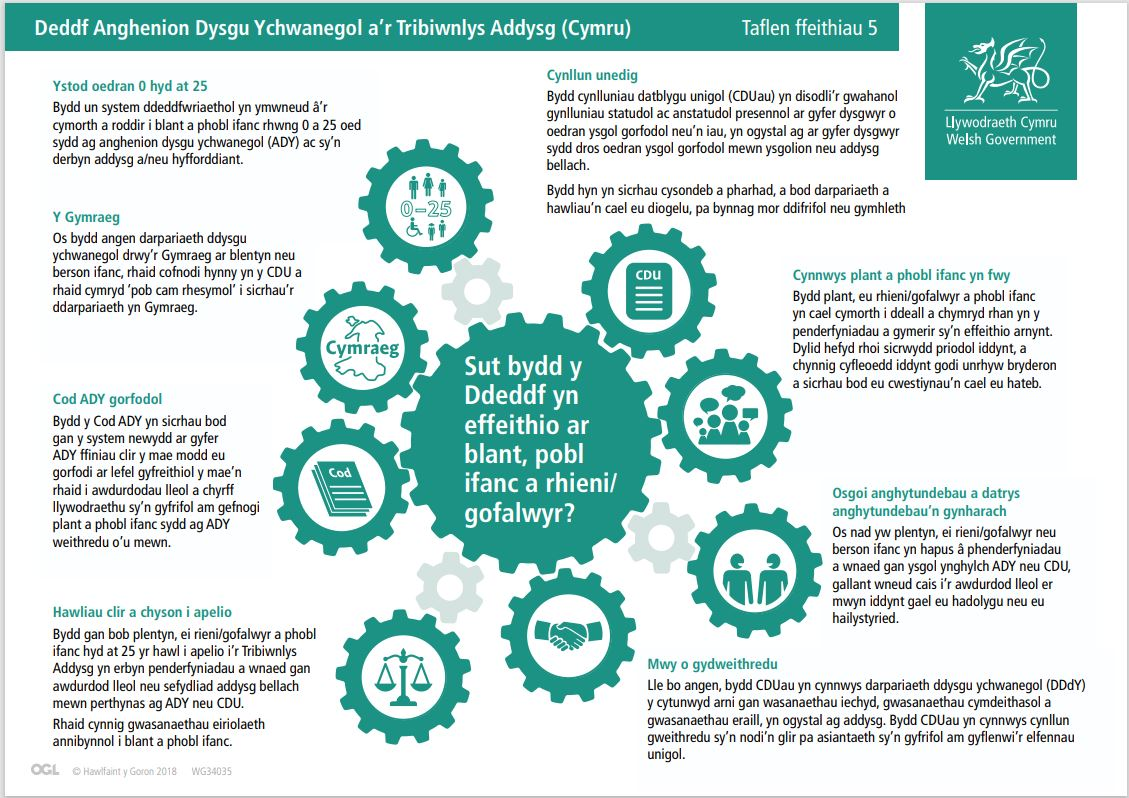 Deddf Anghenion Dysgu Ychwanegol a’r Tribiwnlys Addysg (Cymru)
Taflen ffeithiau 5
Llywodraeth Cymru
Welsh Government
Ystod oedran 0 hyd at 25
Bydd un system ddeddfwriaethol yn ymwneud â’r
cymorth a roddir i blant a phobl ifanc rhwng 0 a 25 oed
sydd ag anghenion dysgu ychwanegol (ADY) ac sy’n
derbyn addysg a/neu hyfforddiant.
0–25
Cynllun unedig
Bydd cynlluniau datblygu unigol (CDUau) yn disodli’r gwahanol
gynlluniau statudol ac anstatudol presennol ar gyfer dysgwyr o
oedran ysgol gorfodol neu’n iau, yn ogystal ag ar gyfer dysgwyr
sydd dros oedran ysgol gorfodol mewn ysgolion neu addysg
bellach.
Bydd hyn yn sicrhau cysondeb a pharhad, a bod darpariaeth a
hawliau’n cael eu diogelu, pa bynnag mor ddifrifol neu gymhleth
CDU
Y Gymraeg
Os bydd angen darpariaeth ddysgu
ychwanegol drwy’r Gymraeg ar blentyn neu
berson ifanc, rhaid cofnodi hynny yn y CDU a
rhaid cymryd ‘pob cam rhesymol’ i sicrhau’r
ddarpariaeth yn Gymraeg.
Cymraeg
Cynnwys plant a phobl ifanc yn fwy
Bydd plant, eu rhieni/gofalwyr a phobl ifanc
yn cael cymorth i ddeall a chymryd rhan yn y
penderfyniadau a gymerir sy’n effeithio arnynt.
Dylid hefyd rhoi sicrwydd priodol iddynt, a
chynnig cyfleoedd iddynt godi unrhyw bryderon
a sicrhau bod eu cwestiynau’n cael eu hateb.
Sut bydd y
Ddeddf yn
effeithio ar
blant, pobl
ifanc a rhieni/
gofalwyr?
Cod ADY gorfodol
Bydd y Cod ADY yn sicrhau bod
gan y system newydd ar gyfer
ADY ffiniau clir y mae modd eu
gorfodi ar lefel gyfreithiol y mae’n
rhaid i awdurdodau lleol a chyrff
llywodraethu sy’n gyfrifol am gefnogi
plant a phobl ifanc sydd ag ADY
weithredu o’u mewn.
Cod
Osgoi anghytundebau a datrys
anghytundebau’n gynharach
Os nad yw plentyn, ei rieni/gofalwyr neu
berson ifanc yn hapus â phenderfyniadau
a wnaed gan ysgol ynghylch ADY neu CDU,
gallant wneud cais i’r awdurdod lleol er
mwyn iddynt gael eu hadolygu neu eu
hailystyried.
Hawliau clir a chyson i apelio
Bydd gan bob plentyn, ei rieni/gofalwyr a phobl
ifanc hyd at 25 yr hawl i apelio i’r Tribiwnlys
Addysg yn erbyn penderfyniadau a wnaed gan
awdurdod lleol neu sefydliad addysg bellach
mewn perthynas ag ADY neu CDU.
Rhaid cynnig gwasanaethau eiriolaeth
annibynnol i blant a phobl ifanc.
Mwy o gydweithredu
Lle bo angen, bydd CDUau yn cynnwys darpariaeth ddysgu ychwanegol (DDdY)
y cytunwyd arni gan wasanaethau iechyd, gwasanaethau cymdeithasol a
gwasanaethau eraill, yn ogystal ag addysg. Bydd CDUau yn cynnwys cynllun
gweithredu sy’n nodi’n glir pa asiantaeth sy’n gyfrifol am gyflenwi’r elfennau
unigol.
OGL © Hawlfaint y Goron 2018 WG34035